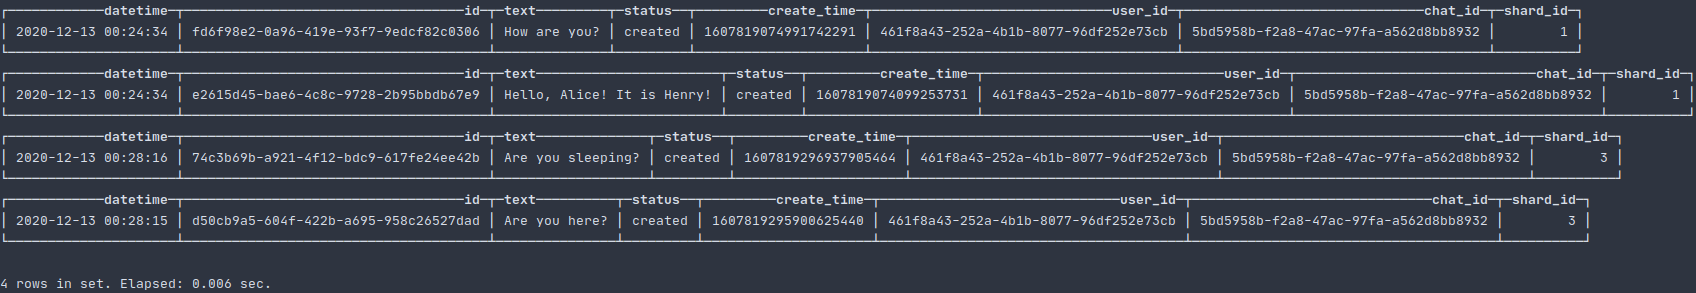 datetime id text status create_time user_id chat_id shard_id
2020-12-13 00:24:34 fd6f98e2-0a96-419e-93f7-9edcf82c0306 How are you? created 1607819074991742291 461f8a43-252a-4b1b-8077-96df252e73cb 5bd5958b-f2a8-47ac-97fa-a562d8bb8932 1
datetime id text status create_time user_id chat_id shard_id
2020-12-13 00:24:34 e2615d45-bae6-4c8c-9728-2b95bbdb67e9 Hello, Alice! It is Henry! created 1607819074099253731 461f8a43-252a-4b1b-8077-96df252e73cb 5bd5958b-f2a8-47ac-97fa-a562d8bb8932 1
datetime id text status create_time user_id chat_id shard_id
2020-12-13 00:28:16 74c3b69b-a921-4f12-bdc9-617fe24ee42b Are you sleeping? created 1607819296937905464 461f8a43-252a-4b1b-8077-96df252e73cb 5bd5958b-f2a8-47ac-97fa-a562d8bb8932 3
datetime id text status create_time user_id chat_id shard_id
2020-12-13 00:28:15 d50cb9a5-604f-422b-a695-958c26527dad Are you here? created 1607819295900625440 461f8a43-252a-4b1b-8077-96df252e73cb 5bd5958b-f2a8-47ac-97fa-a562d8bb8932 3
4 rows in set. Elapsed: 0.006 sec.